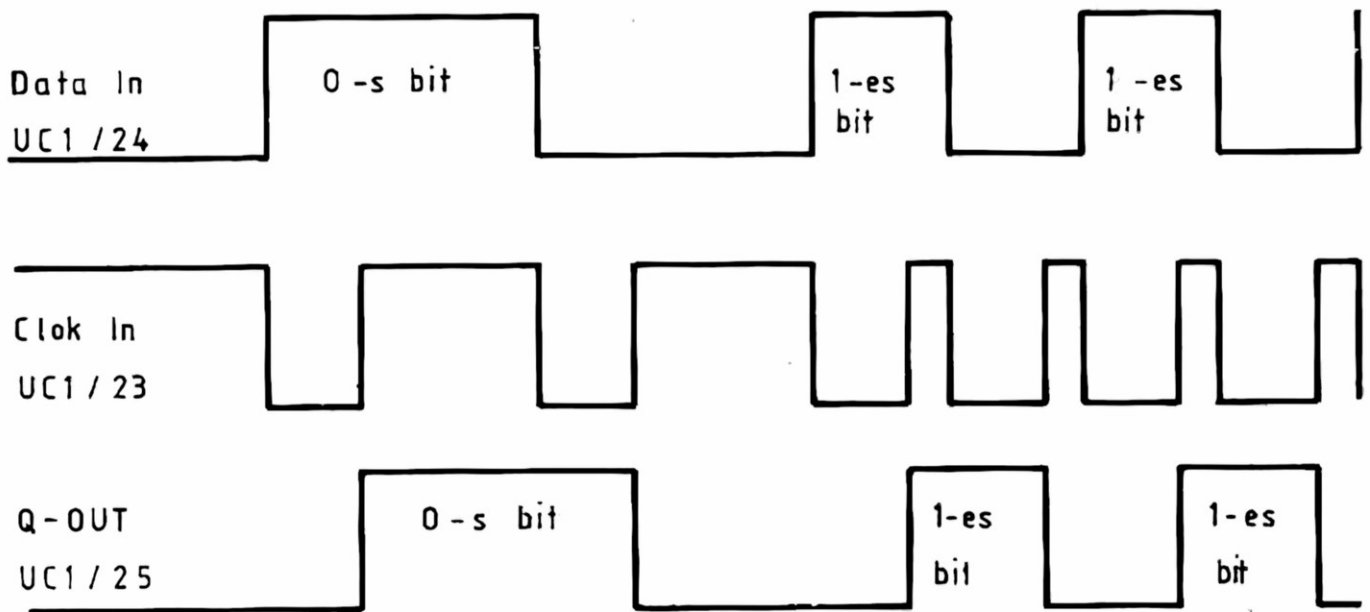 Data In
UC1/24
0-s bit
1-es
bit
1-es
bit
Clok In
UC1/23
Q-OUT
UC1/25
0-s bit
1-es
bit
1-es
bit